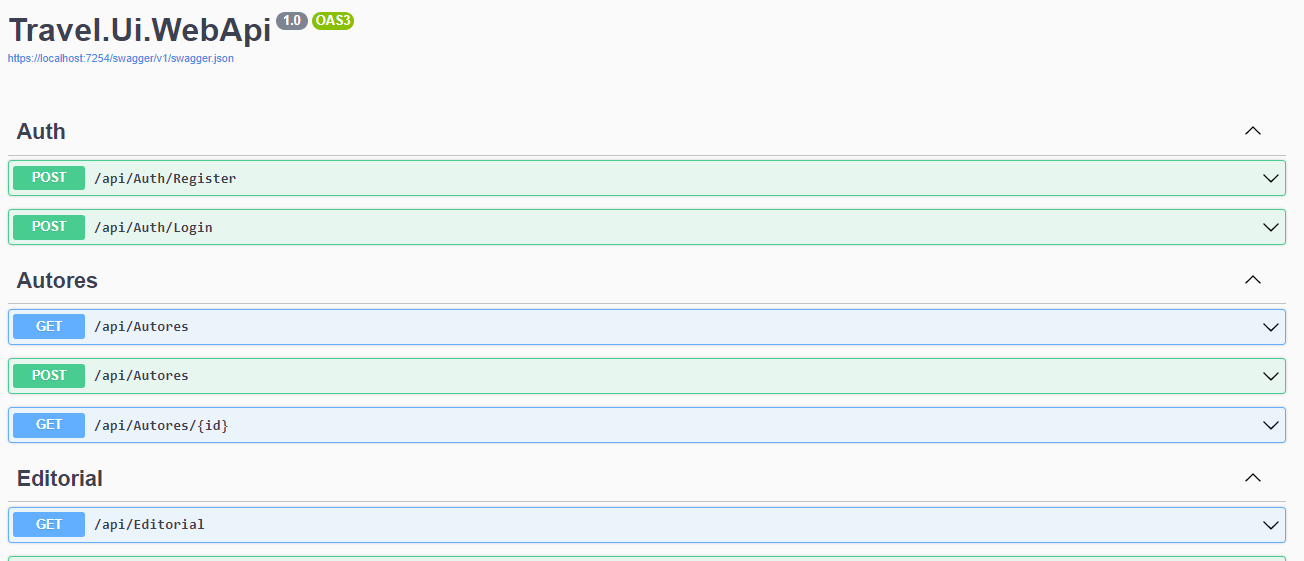 Travel.Ui.WebApi 1.0 OAS3
https://localhost:7254/swagger/v1/swagger.json
Auth
POST /api/Auth/Register
POST /api/Auth/Login
Autores
GET /api/Autores
POST /api/Autores
GET /api/Autores/{id}
Editorial
GET /api/Editorial